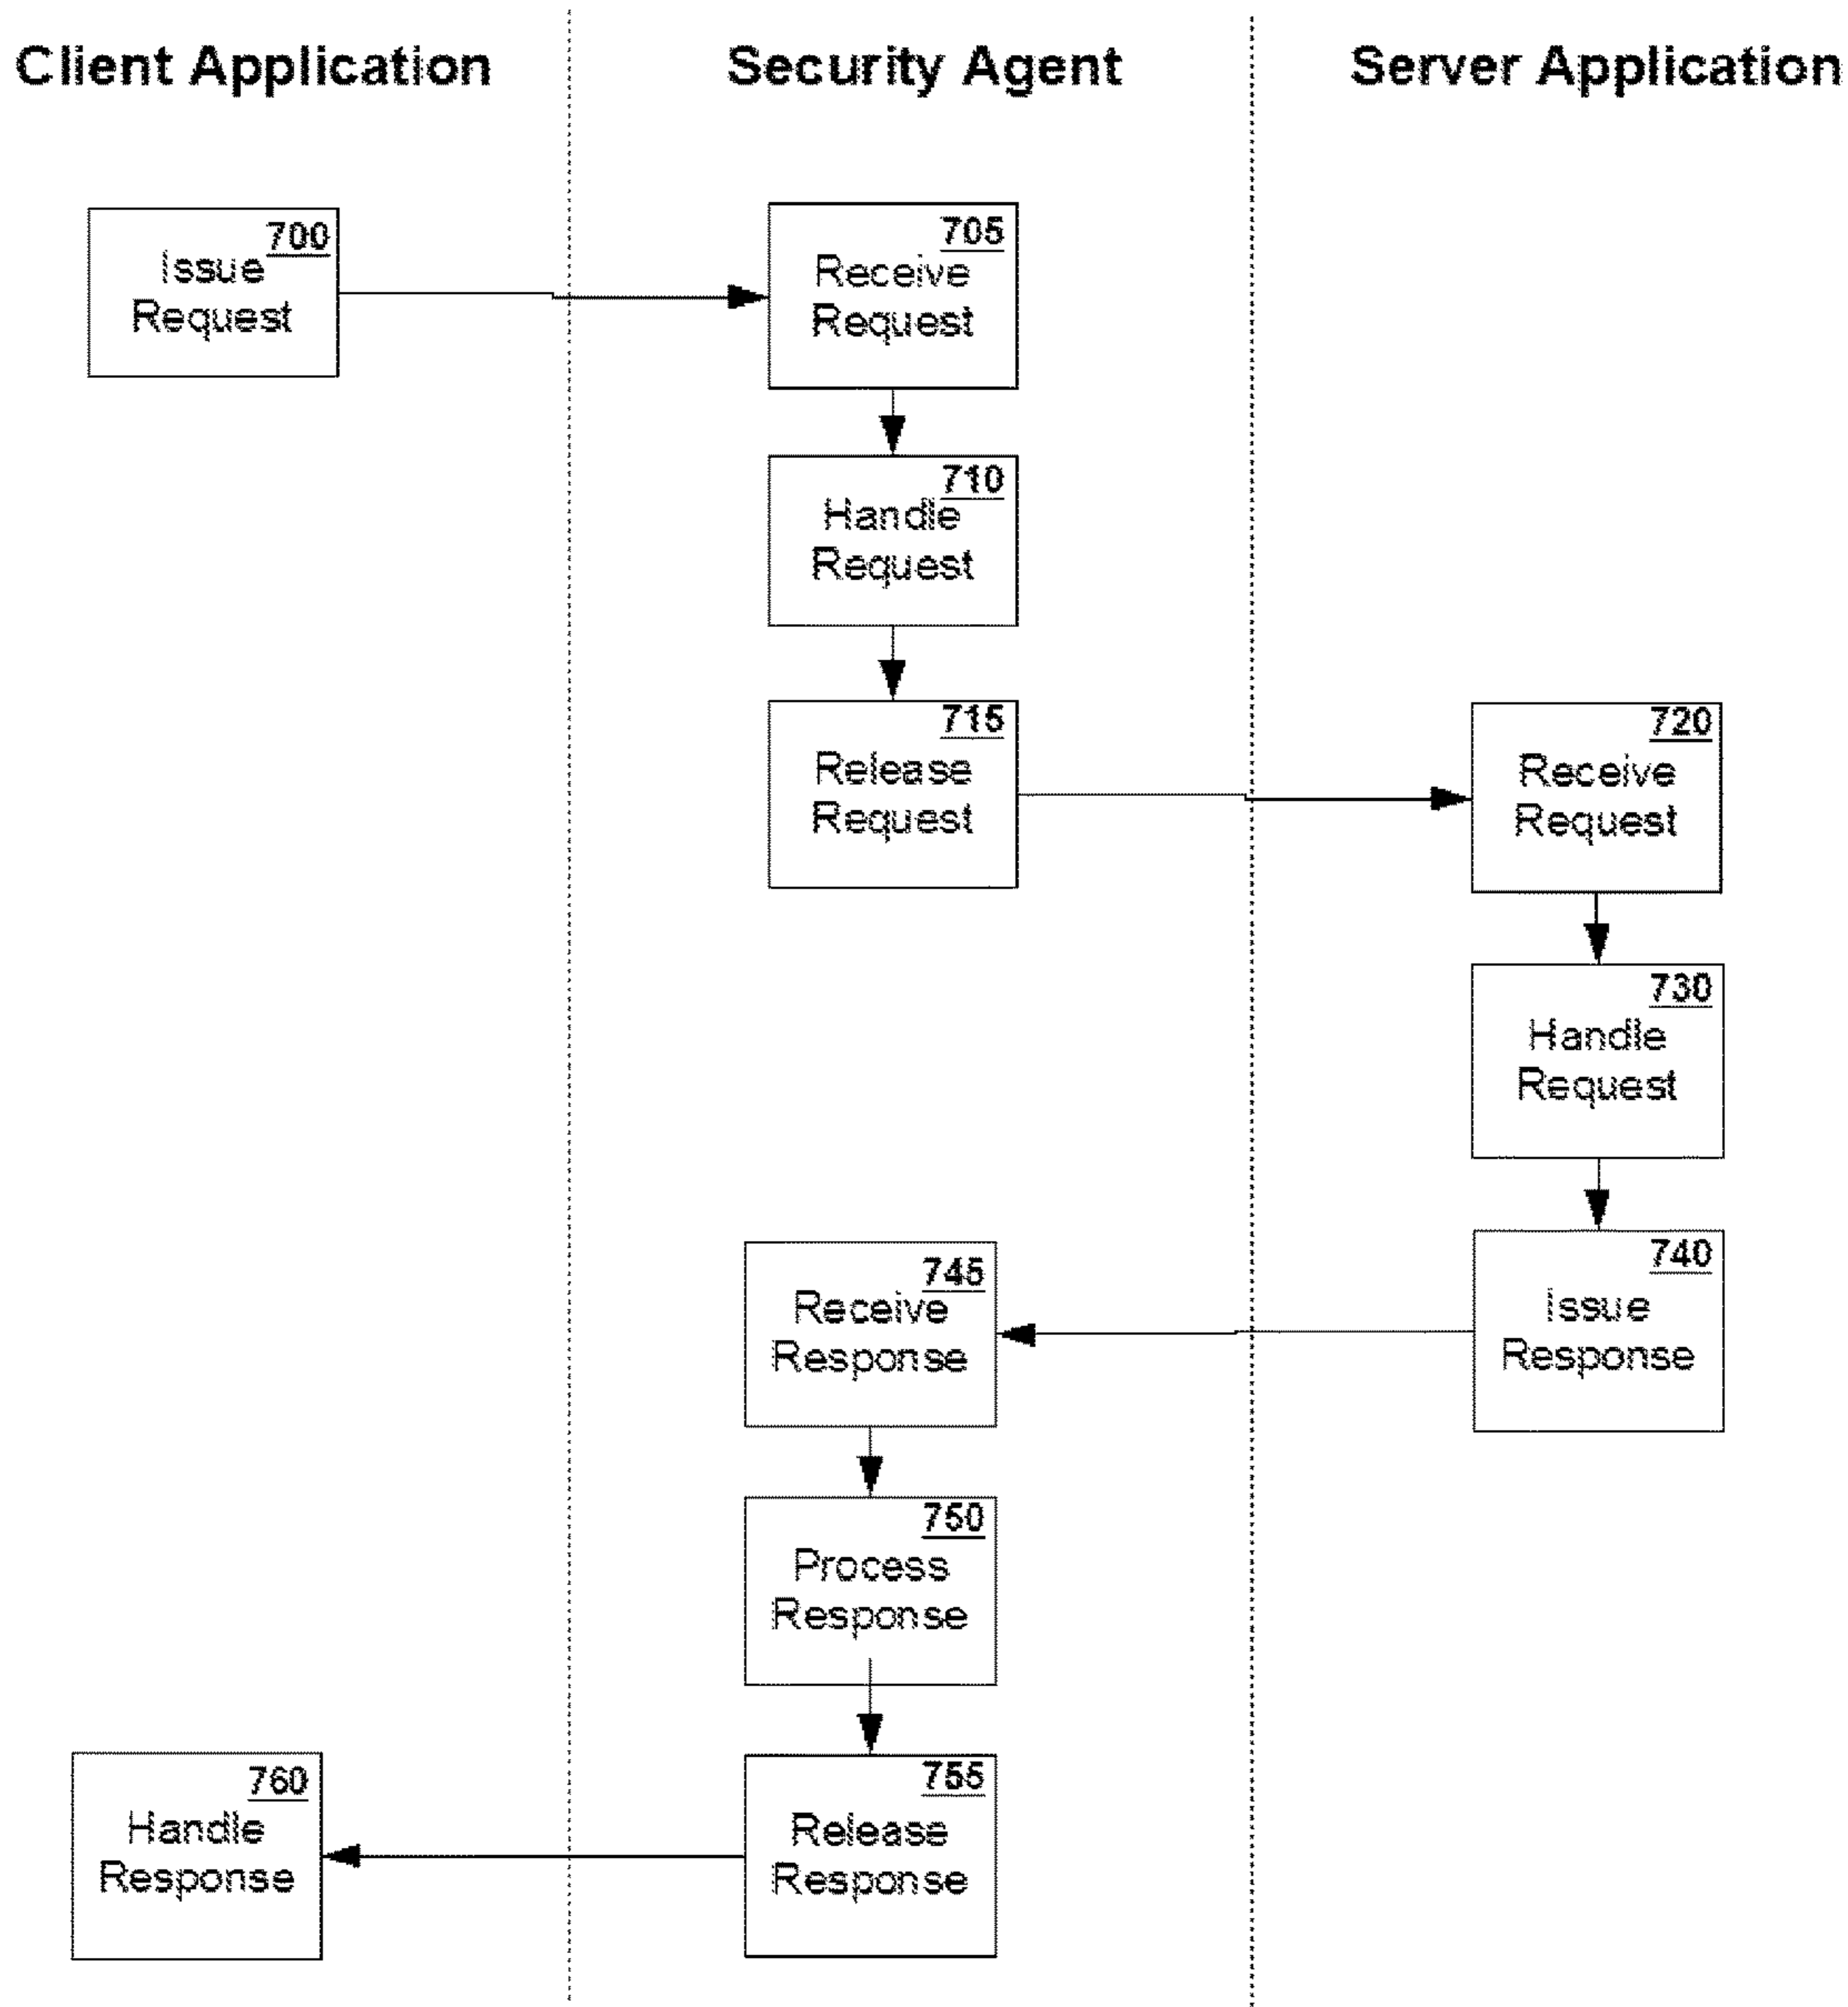 Client Application
Security Agent
Server Application
700
Issue
Request
705
Receive
Request
710
Handle
Request
715
Release
Request
720
Receive
Request
730
Handle
Request
740
Issue
Response
745
Receive
Response
750
Process
Response
755
Release
Response
760
Handle
Response